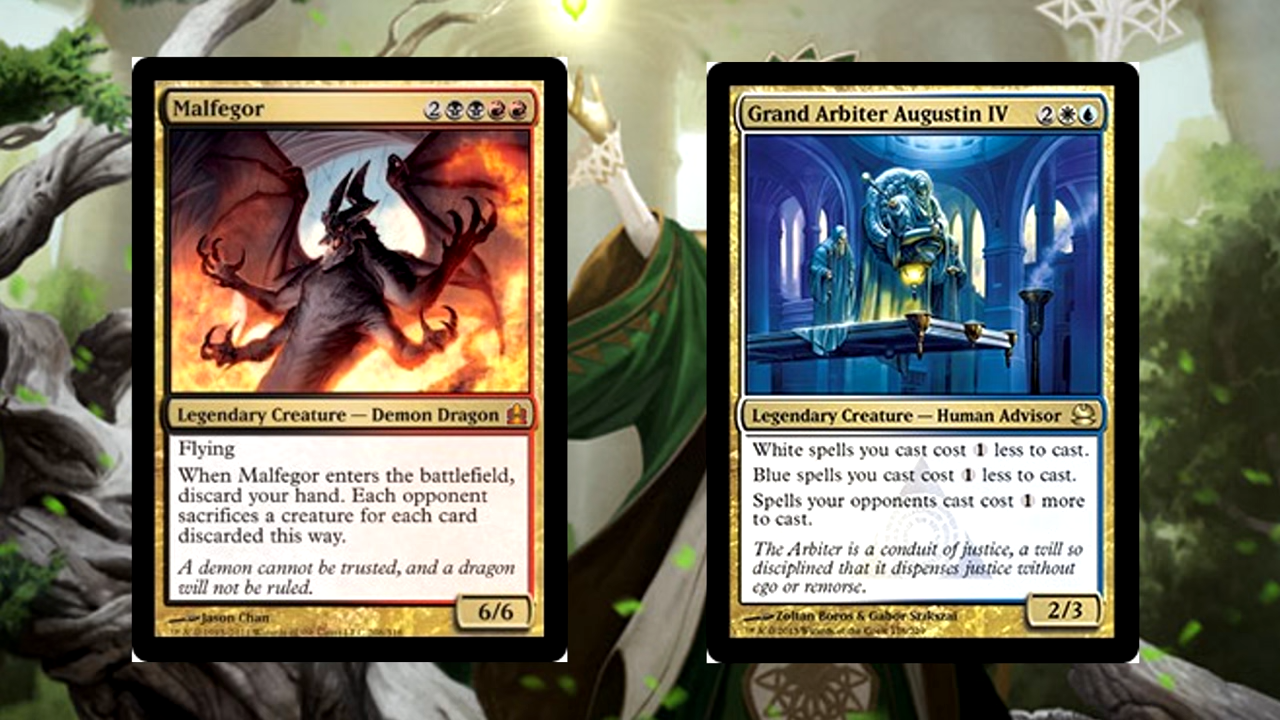 Malfegor 2
Legendary Creature — Demon Dragon
Flying
When Malfegor enters the battlefield,
discard your hand. Each opponent
sacrifices a creature for each card
discarded this way.
A demon cannot be trusted, and a dragon
will not be ruled.
Jason Chan
6/6
Grand Arbiter Augustin IV 2
Legendary Creature — Human Advisor
White spells you cast cost 1 less to cast.
Blue spells you cast cost 1 less to cast.
Spells your opponents cast cost 1 more
to cast.
The Arbiter is a conduit of justice, a will so
disciplined that it dispenses justice without
ego or remorse.
Zoltan Boros & Gabor Szikszai
2/3